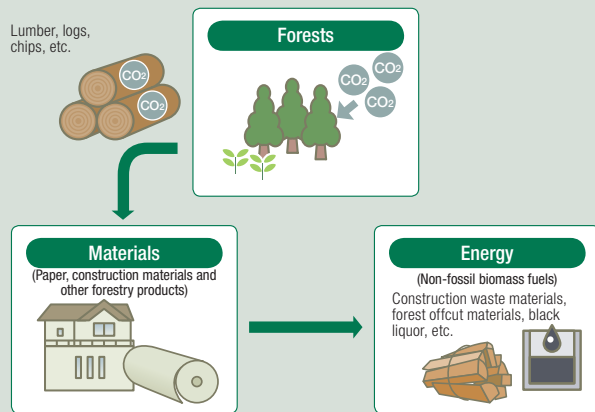 Lumber, logs,
chips, etc.
CO2
CO2
Forests
CO2
CO2
CO2
Materials
(Paper, construction materials and
other forestry products)
Energy
(Non-fossil biomass fuels)
Construction waste materials,
forest offcut materials, black
liquor, etc.